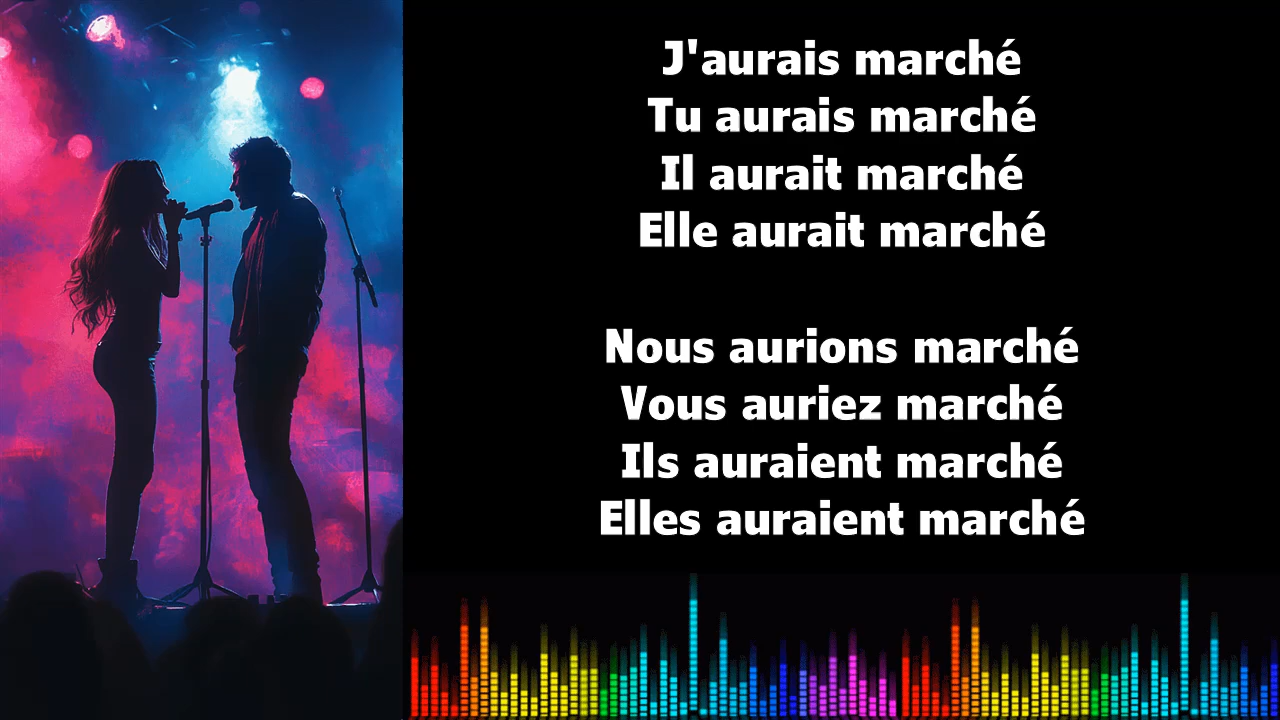 J'aurais marché
Tu aurais marché
Il aurait marché
Elle aurait marché
Nous aurions marché
Vous auriez marché
Ils auraient marché
Elles auraient marché